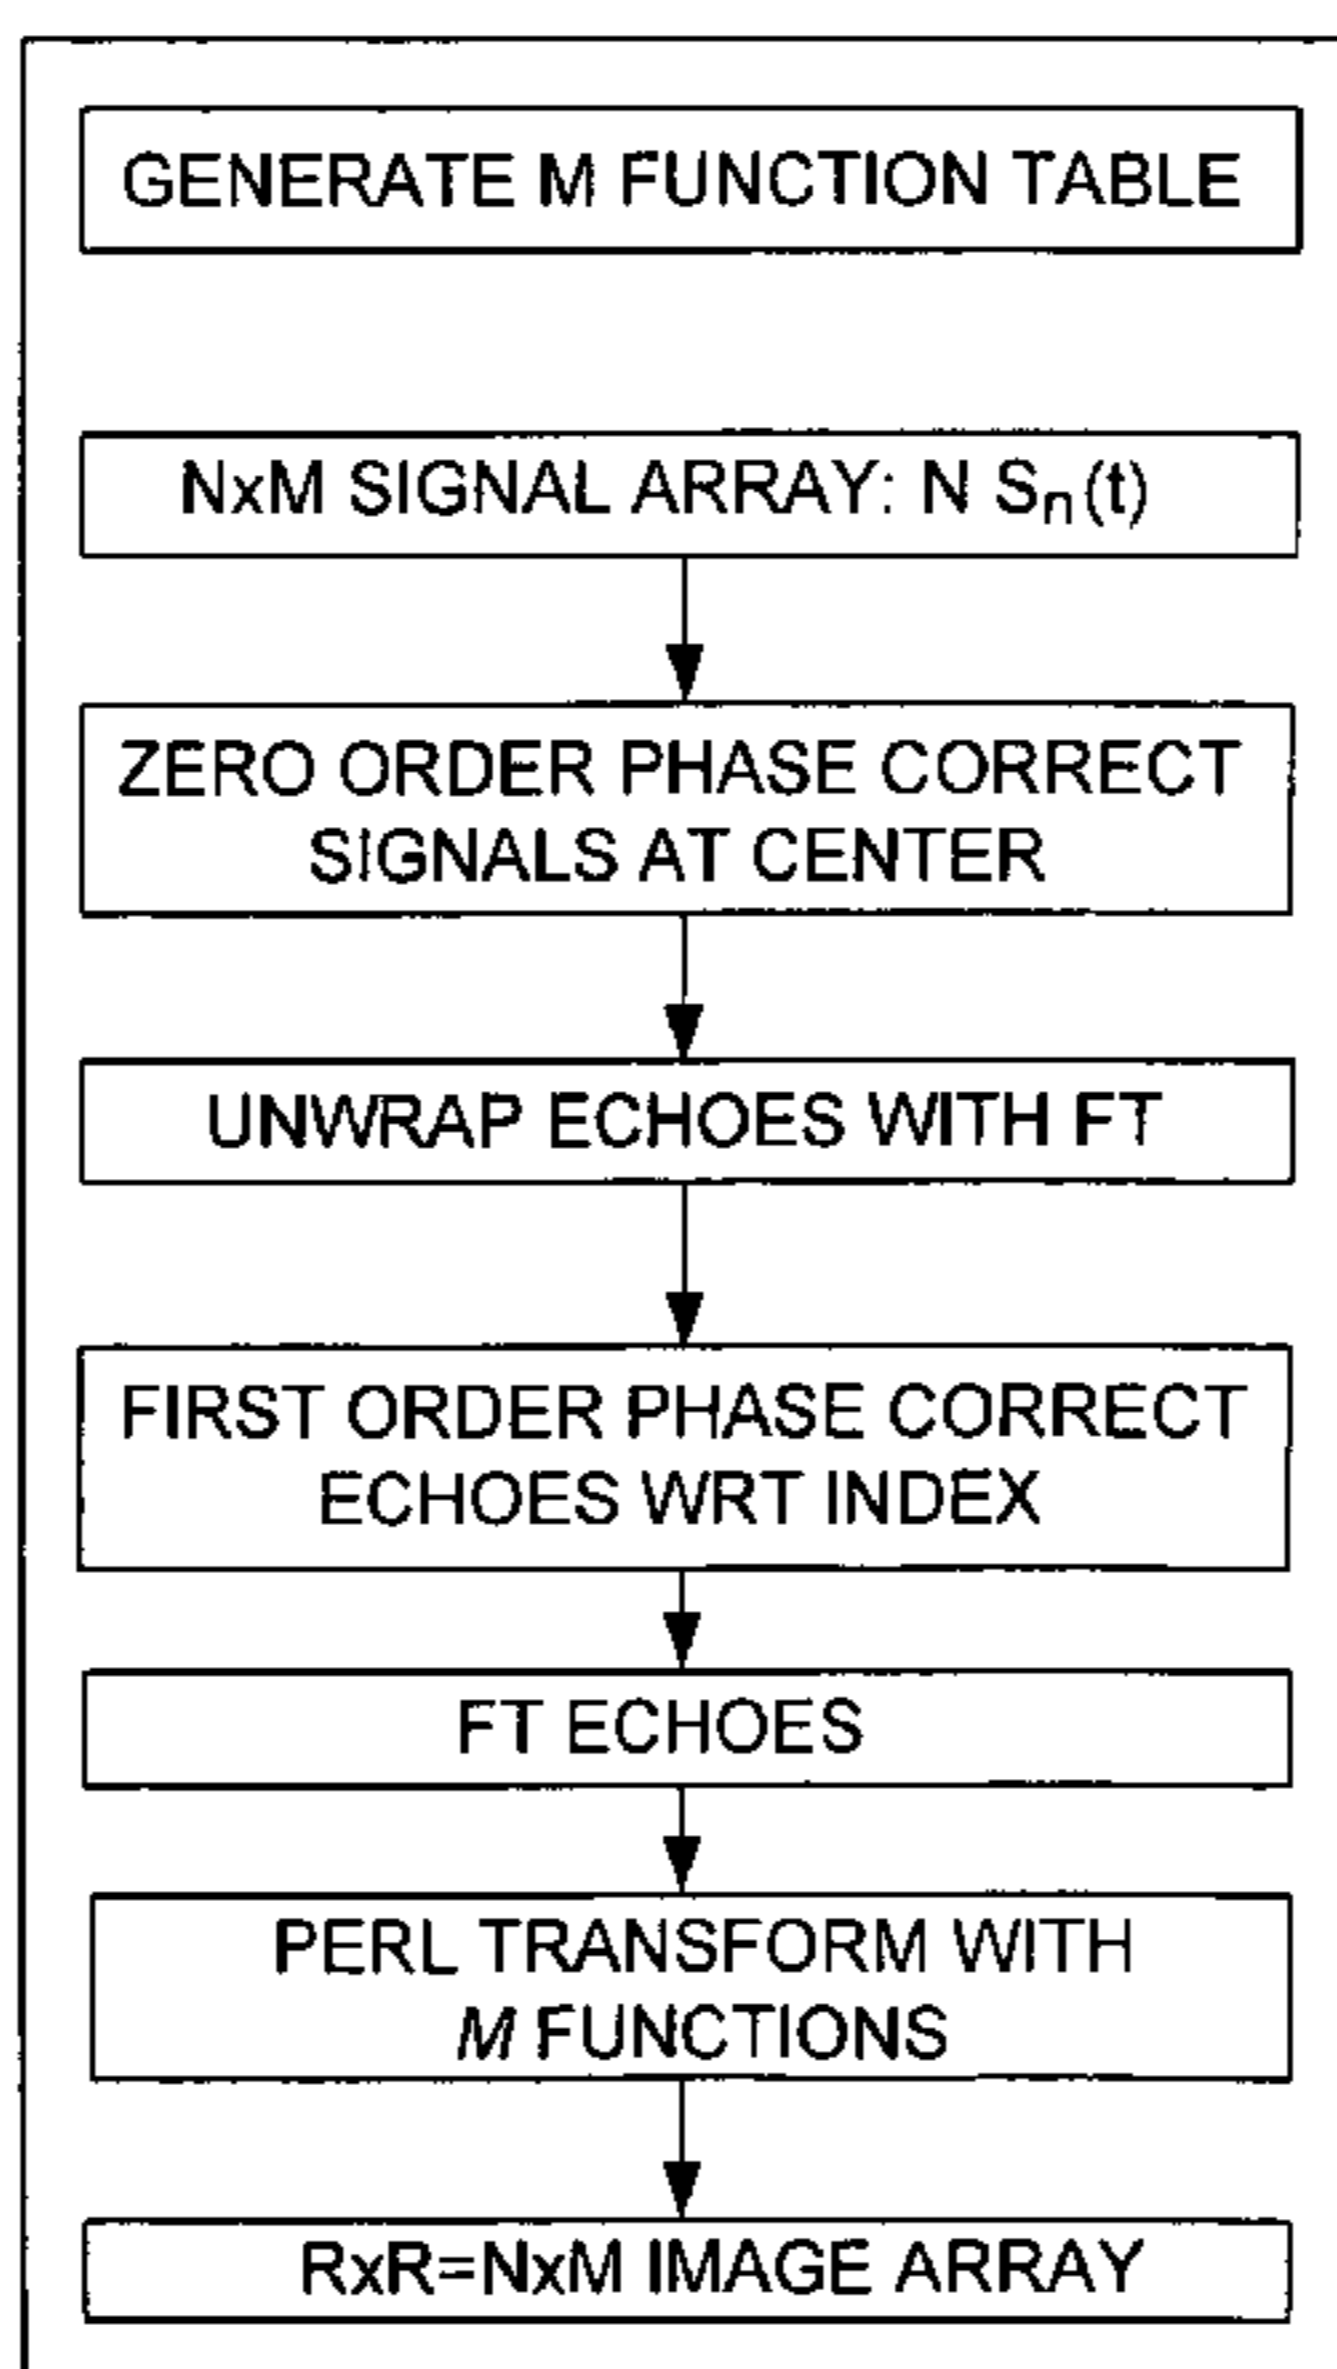 GENERATE M FUNCTION TABLE
NxM SIGNAL ARRAY: N Sₙ(t)
ZERO ORDER PHASE CORRECT
SIGNALS AT CENTER
UNWRAP ECHOES WITH FT
FIRST ORDER PHASE CORRECT
ECHOES WRT INDEX
FT ECHOES
PERL TRANSFORM WITH
M FUNCTIONS
RxR=NxM IMAGE ARRAY